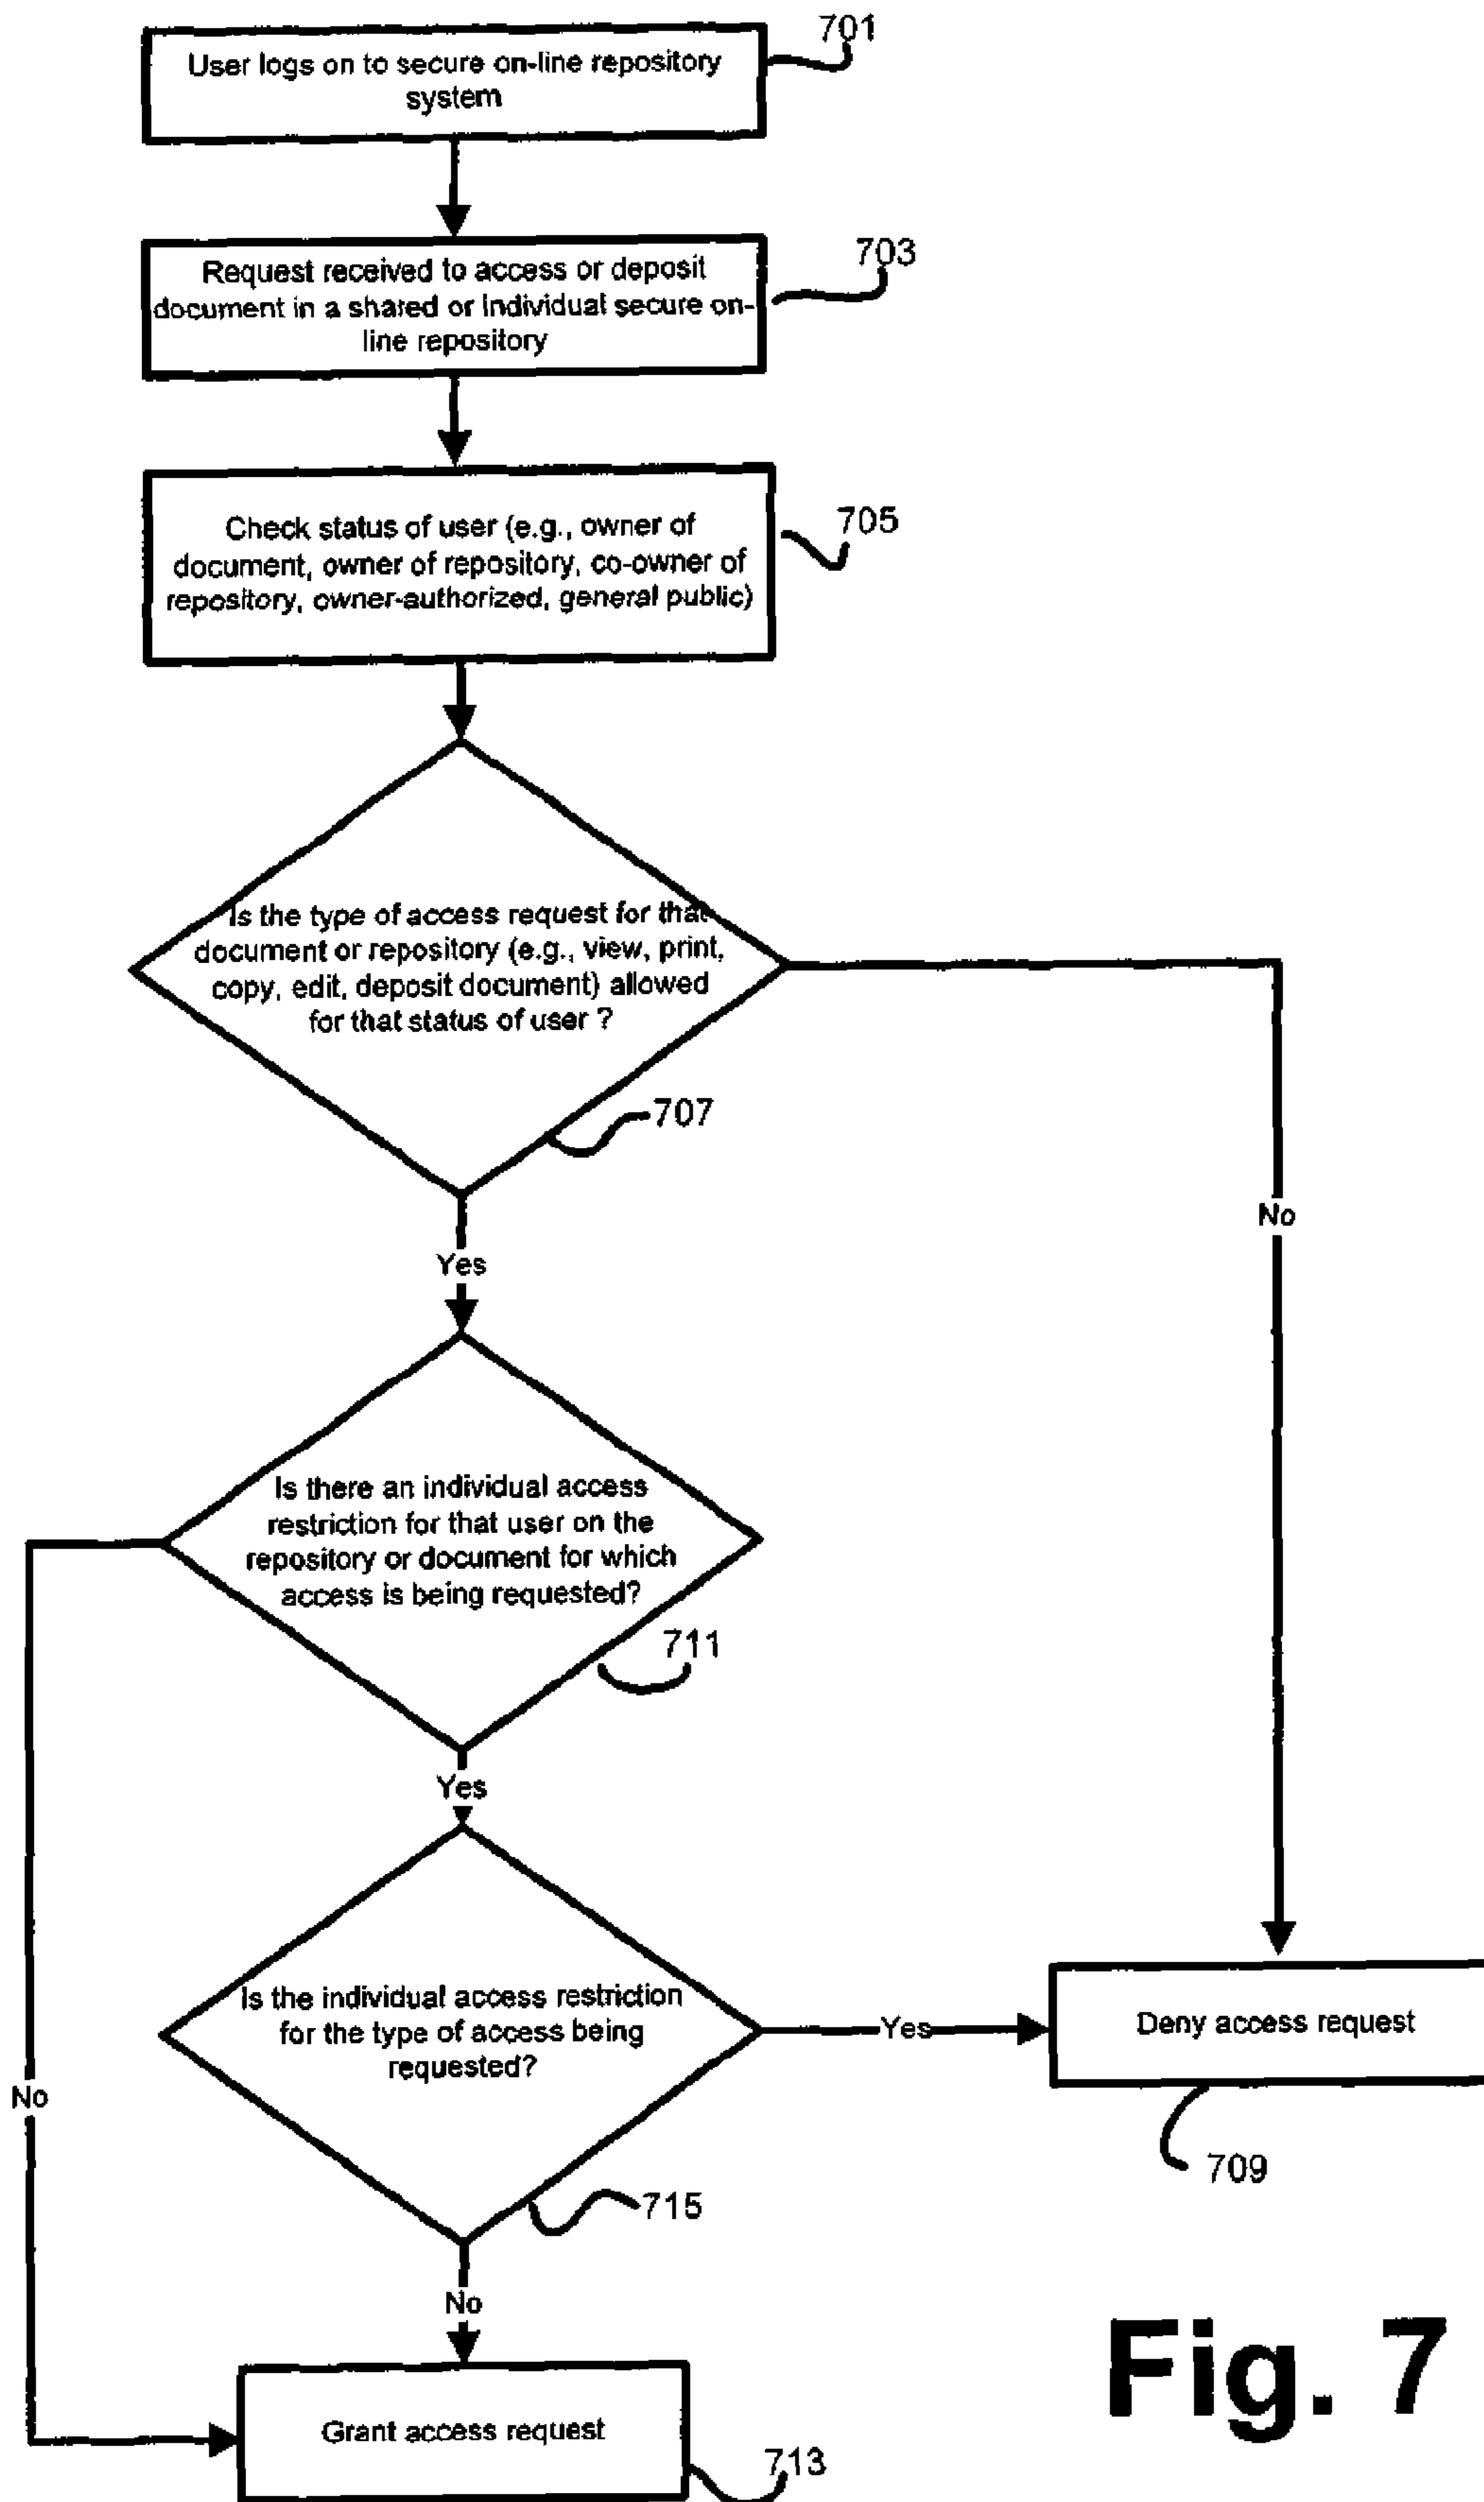 701
User logs on to secure on-line repository
system
703
Request received to access or deposit
document in a shared or individual secure on-
line repository
705
Check status of user (e.g., owner of
document, owner of repository, co-owner of
repository, owner-authorized, general public)
Is the type of access request for that
document or repository (e.g., view, print,
copy, edit, deposit document) allowed
for that status of user ?
707
No
Yes
Is there an individual access
restriction for that user on the
repository or document for which
access is being requested?
711
Yes
Is the individual access restriction
for the type of access being
requested?
Yes
Deny access request
No
709
715
No
Grant access request
713
Fig. 7